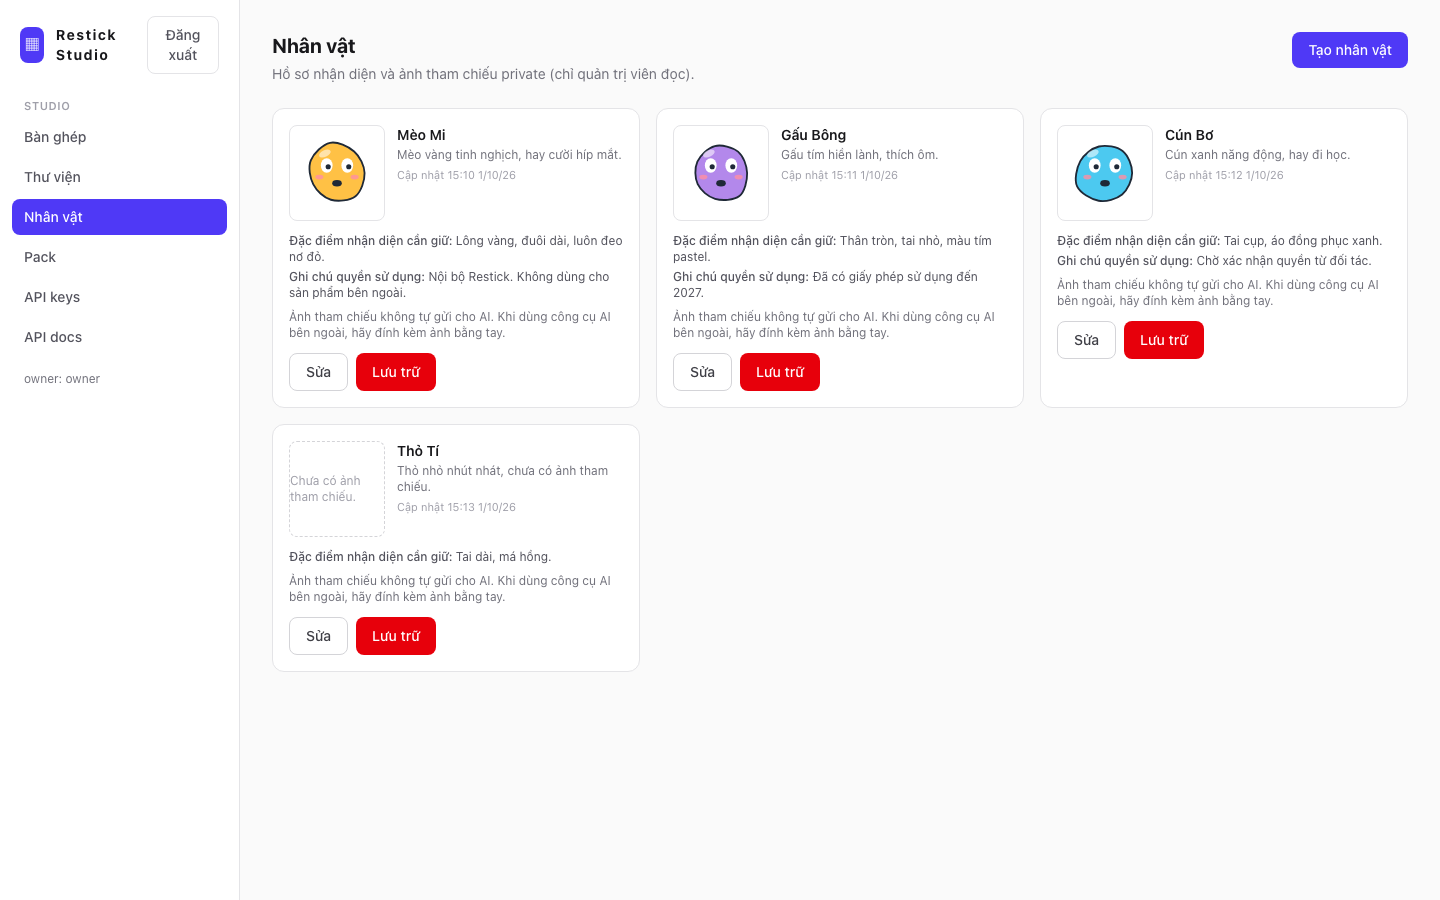 Restick
Studio
Đăng
xuất
STUDIO
Bàn ghép
Thư viện
Nhân vật
Pack
API keys
API docs
owner: owner
Nhân vật
Hồ sơ nhận diện và ảnh tham chiếu private (chỉ quản trị viên đọc).
Tạo nhân vật
Mèo Mi
Mèo vàng tinh nghịch, hay cười híp mắt.
Cập nhật 15:10 1/10/26
Đặc điểm nhận diện cần giữ: Lông vàng, đuôi dài, luôn đeo
nơ đỏ.
Ghi chú quyền sử dụng: Nội bộ Restick. Không dùng cho
sản phẩm bên ngoài.
Ảnh tham chiếu không tự gửi cho AI. Khi dùng công cụ AI
bên ngoài, hãy đính kèm ảnh bằng tay.
Sửa
Lưu trữ
Gấu Bông
Gấu tím hiền lành, thích ôm.
Cập nhật 15:11 1/10/26
Đặc điểm nhận diện cần giữ: Thân tròn, tai nhỏ, màu tím
pastel.
Ghi chú quyền sử dụng: Đã có giấy phép sử dụng đến
2027.
Ảnh tham chiếu không tự gửi cho AI. Khi dùng công cụ AI
bên ngoài, hãy đính kèm ảnh bằng tay.
Sửa
Lưu trữ
Cún Bơ
Cún xanh năng động, hay đi học.
Cập nhật 15:12 1/10/26
Đặc điểm nhận diện cần giữ: Tai cụp, áo đồng phục xanh.
Ghi chú quyền sử dụng: Chờ xác nhận quyền từ đối tác.
Ảnh tham chiếu không tự gửi cho AI. Khi dùng công cụ AI
bên ngoài, hãy đính kèm ảnh bằng tay.
Sửa
Lưu trữ
Chưa có ảnh
tham chiếu.
Thỏ Tí
Thỏ nhỏ nhút nhát, chưa có ảnh tham
chiếu.
Cập nhật 15:13 1/10/26
Đặc điểm nhận diện cần giữ: Tai dài, má hồng.
Ảnh tham chiếu không tự gửi cho AI. Khi dùng công cụ AI
bên ngoài, hãy đính kèm ảnh bằng tay.
Sửa
Lưu trữ